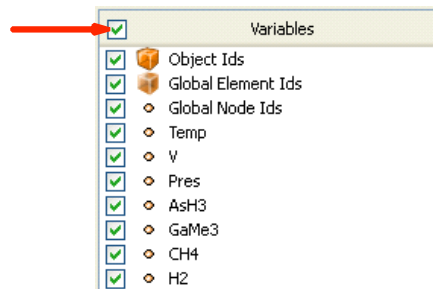 Variables
Object Ids
Global Element Ids
Global Node Ids
Temp
V
Pres
AsH3
GaMe3
CH4
H2